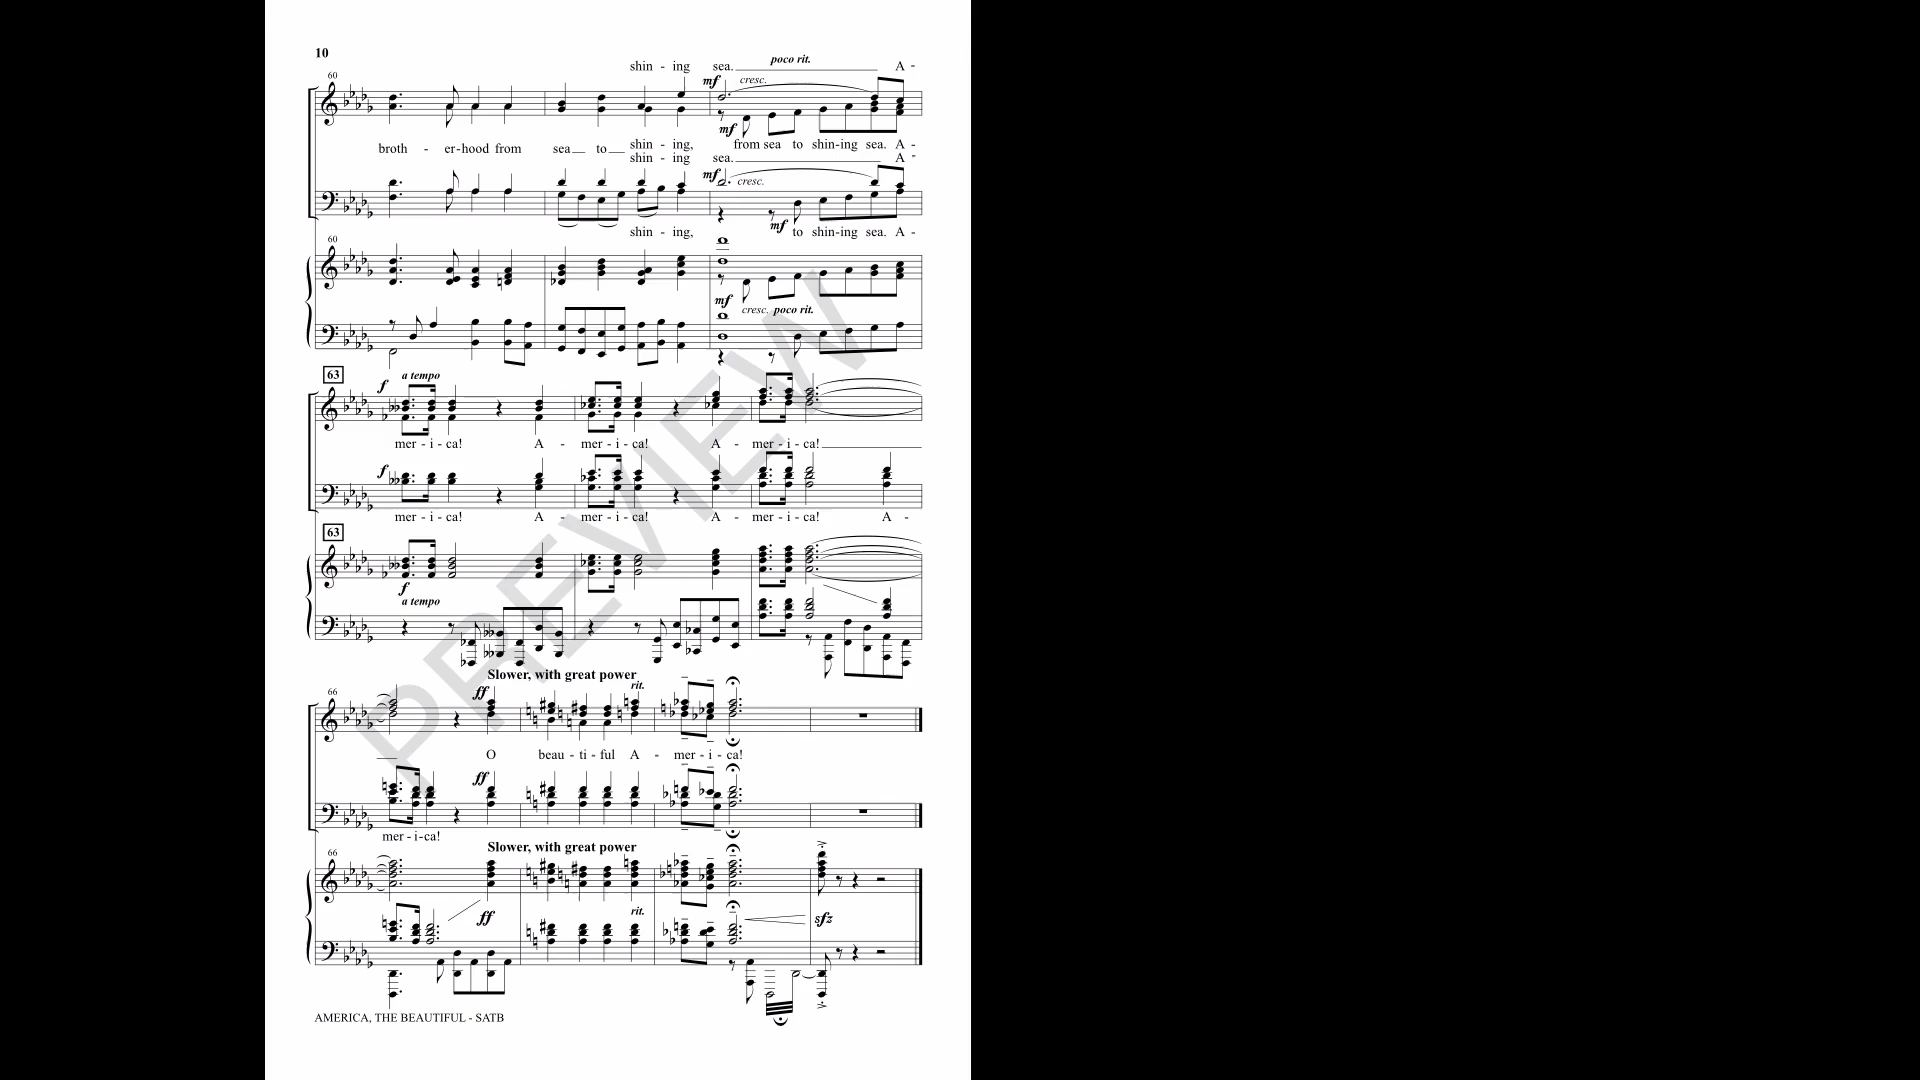 10
60
shin - ing sea. poco rit. A -
mf cresc.
mf
broth - er-hood from sea to shin - ing, from sea to shin-ing sea. A -
shin - ing sea. A -
mf cresc.
mf
shin - ing, to shin-ing sea. A -
60
mf
cresc. poco rit.
63
f a tempo
mer - i - ca! A - mer - i - ca! A - mer - i - ca!
f
mer - i - ca! A - mer - i - ca! A - mer - i - ca! A -
63
f
a tempo
Slower, with great power
66
ff rit.
O beau - ti - ful A - mer - i - ca!
ff
mer - i - ca!
Slower, with great power
66
ff rit. sfz
AMERICA, THE BEAUTIFUL - SATB
PREVIEW